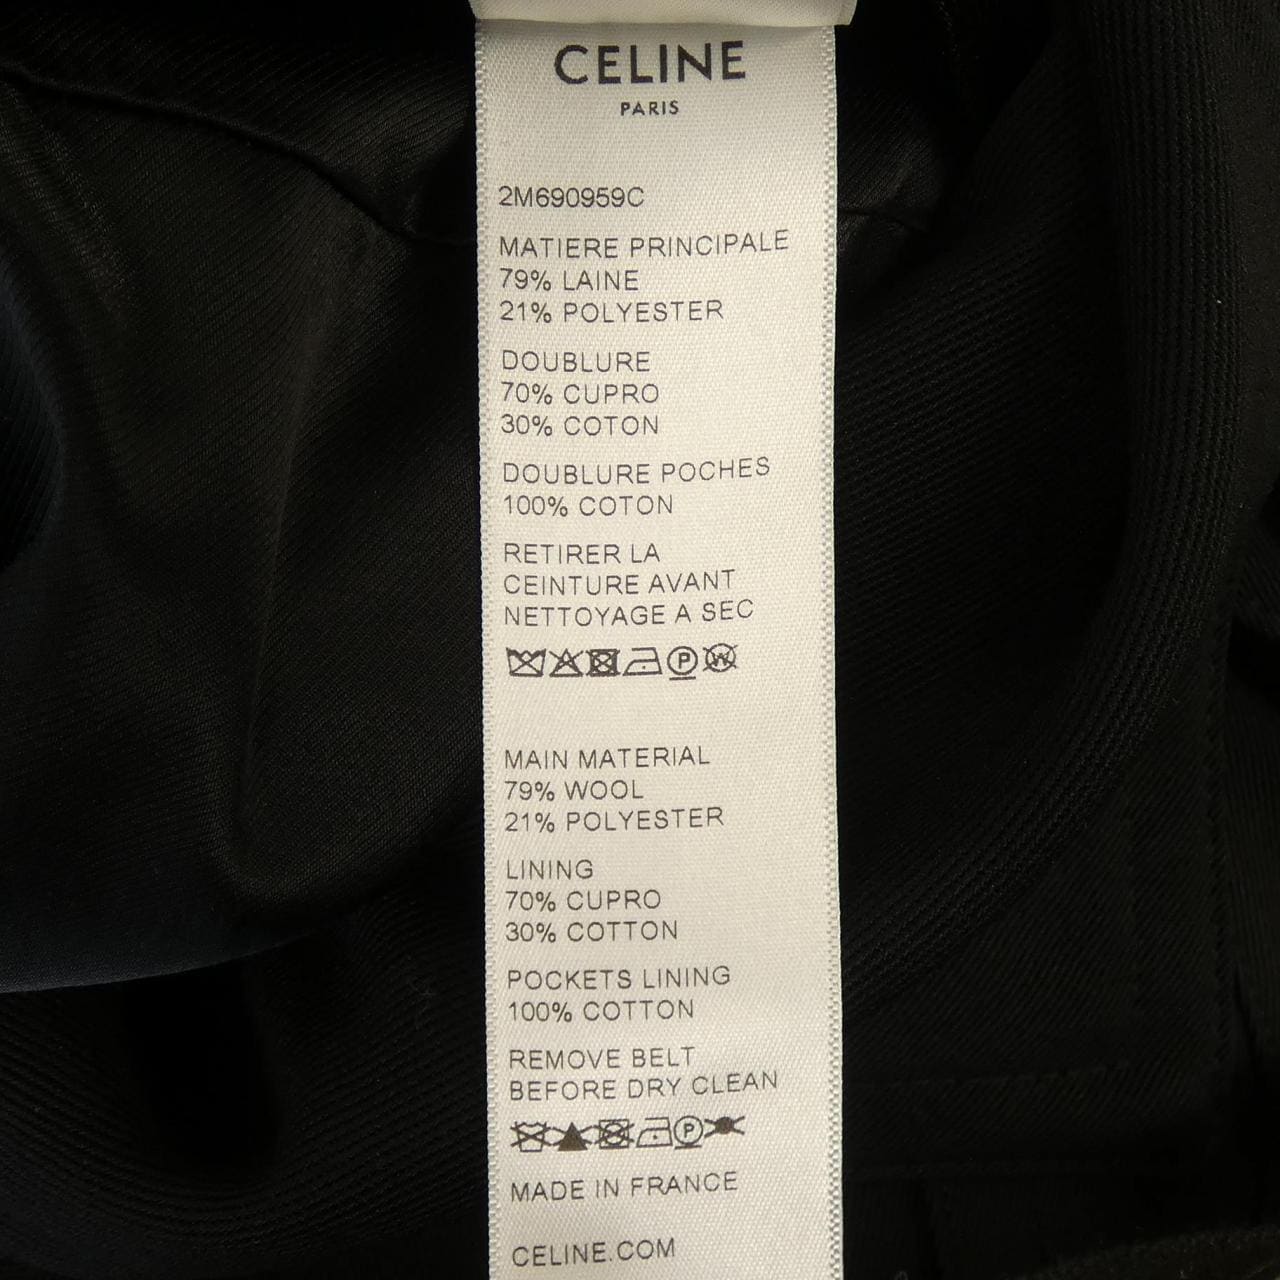 CELINE
PARIS
2M690959C
MATIERE PRINCIPALE
79% LAINE
21% POLYESTER
DOUBLURE
70% CUPRO
30% COTON
DOUBLURE POCHES
100% COTON
RETIRER LA
CEINTURE AVANT
NETTOYAGE A SEC
P W
MAIN MATERIAL
79% WOOL
21% POLYESTER
LINING
70% CUPRO
30% COTTON
POCKETS LINING
100% COTTON
REMOVE BELT
BEFORE DRY CLEAN
P
MADE IN FRANCE
CELINE.COM